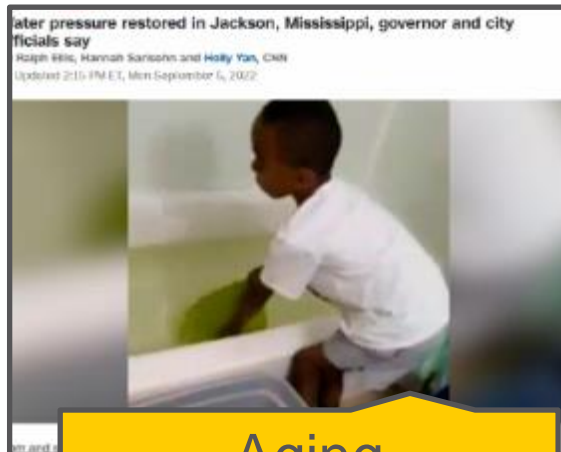 ater pressure restored in Jackson, Mississippi, governor and city
ficials say
Ralph Ellis, Hannah Sarisohn and Holly Yan, CNN
Updated 2:15 PM ET, Mon September 5, 2022
Aging